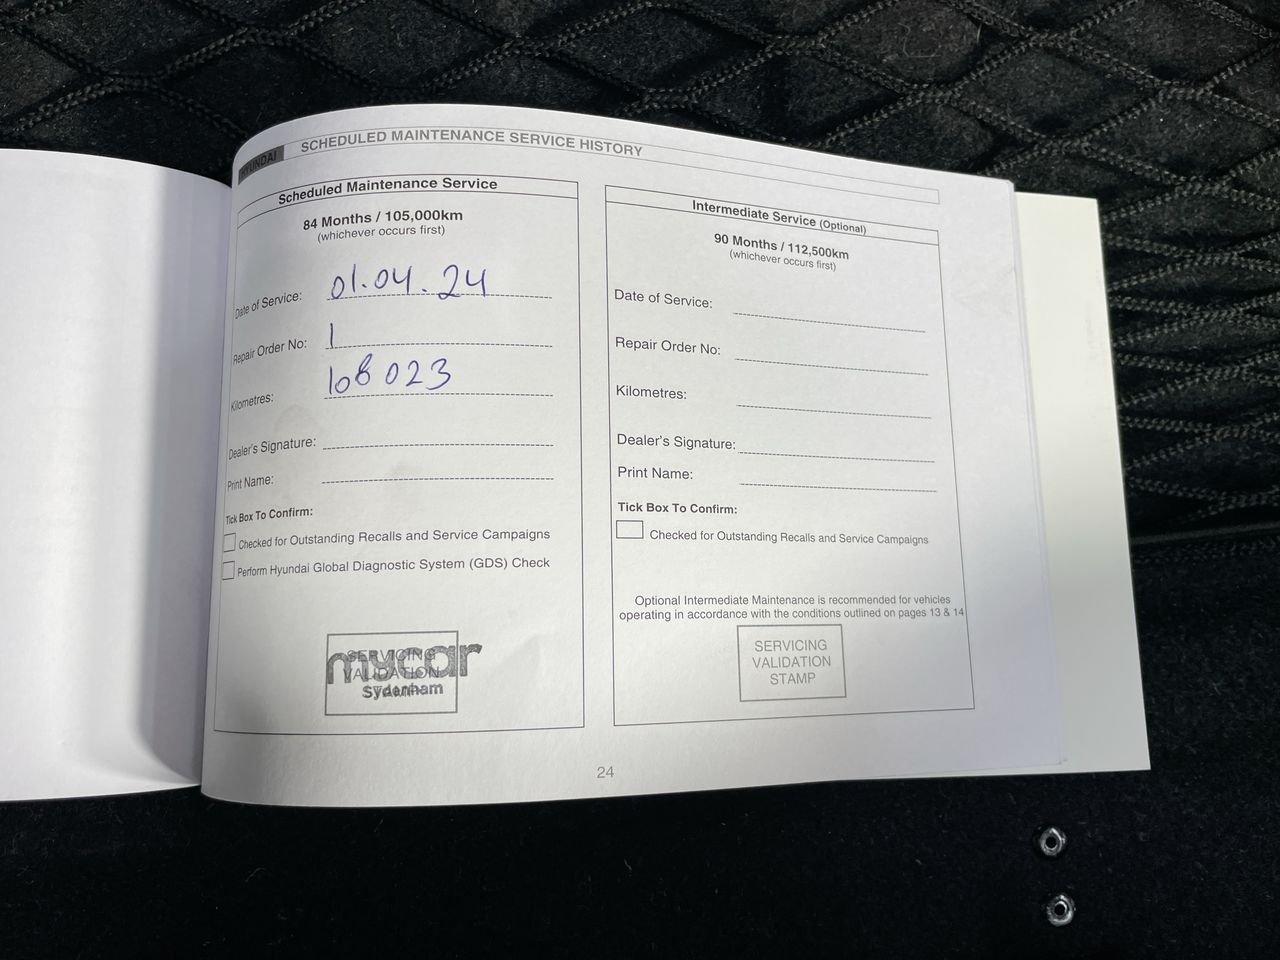 HYUNDAI
SCHEDULED MAINTENANCE SERVICE HISTORY
Scheduled Maintenance Service
84 Months / 105,000km
(whichever occurs first)
Date of Service: 01.04.24
Repair Order No: 1
Kilometres: 108023
Dealer's Signature:
Print Name:
Tick Box To Confirm:
Checked for Outstanding Recalls and Service Campaigns
Perform Hyundai Global Diagnostic System (GDS) Check
SERVICING
VALIDATION
mycar
Sydenham
Intermediate Service (Optional)
90 Months / 112,500km
(whichever occurs first)
Date of Service:
Repair Order No:
Kilometres:
Dealer's Signature:
Print Name:
Tick Box To Confirm:
Checked for Outstanding Recalls and Service Campaigns
Optional Intermediate Maintenance is recommended for vehicles
operating in accordance with the conditions outlined on pages 13 & 14
SERVICING
VALIDATION
STAMP
24